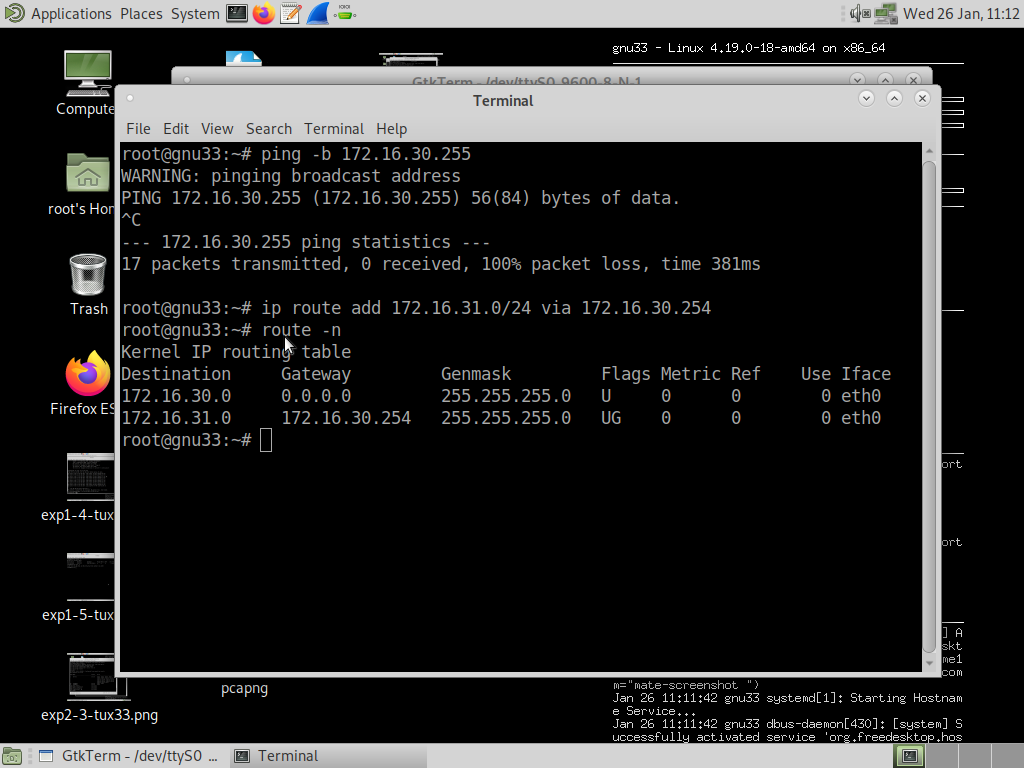 Applications Places System Wed 26 Jan, 11:12
gnu33 - Linux 4.19.0-18-amd64 on x86_64
GtkTerm - /dev/ttyS0 9600-8-N-1
Compute
Terminal
File Edit View Search Terminal Help
root@gnu33:~# ping -b 172.16.30.255
WARNING: pinging broadcast address
PING 172.16.30.255 (172.16.30.255) 56(84) bytes of data.
^C
--- 172.16.30.255 ping statistics ---
17 packets transmitted, 0 received, 100% packet loss, time 381ms
root@gnu33:~# ip route add 172.16.31.0/24 via 172.16.30.254
root@gnu33:~# route -n
Kernel IP routing table
Destination Gateway Genmask Flags Metric Ref Use Iface
172.16.30.0 0.0.0.0 255.255.255.0 U 0 0 0 eth0
172.16.31.0 172.16.30.254 255.255.255.0 UG 0 0 0 eth0
root@gnu33:~#
root's Hor
Trash
Firefox ES
exp1-4-tux
exp1-5-tux
exp2-3-tux33.png
pcapng
ort
ort
] A
skt
me1
com
m="mate-screenshot ")
Jan 26 11:11:42 gnu33 systemd[1]: Starting Hostnam
e Service...
Jan 26 11:11:42 gnu33 dbus-daemon[430]: [system] S
uccessfully activated service 'org.freedesktop.hos
GtkTerm - /dev/ttyS0 ... Terminal